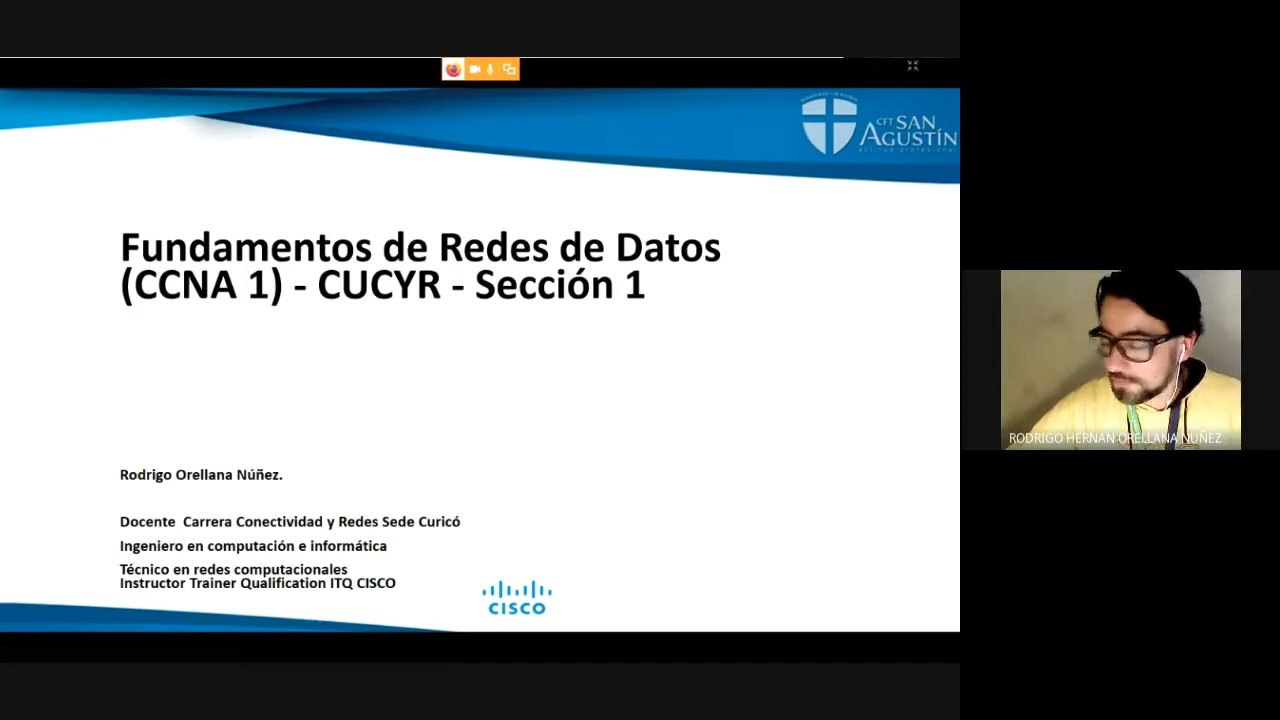 CFT SAN
AGUSTÍN
actitud profesional
Fundamentos de Redes de Datos
(CCNA 1) - CUCYR - Sección 1
Rodrigo Orellana Núñez.
Docente  Carrera Conectividad y Redes Sede Curicó
Ingeniero en computación e informática
Técnico en redes computacionales
Instructor Trainer Qualification ITQ CISCO
CISCO
RODRIGO HERNAN ORELLANA NUÑEZ